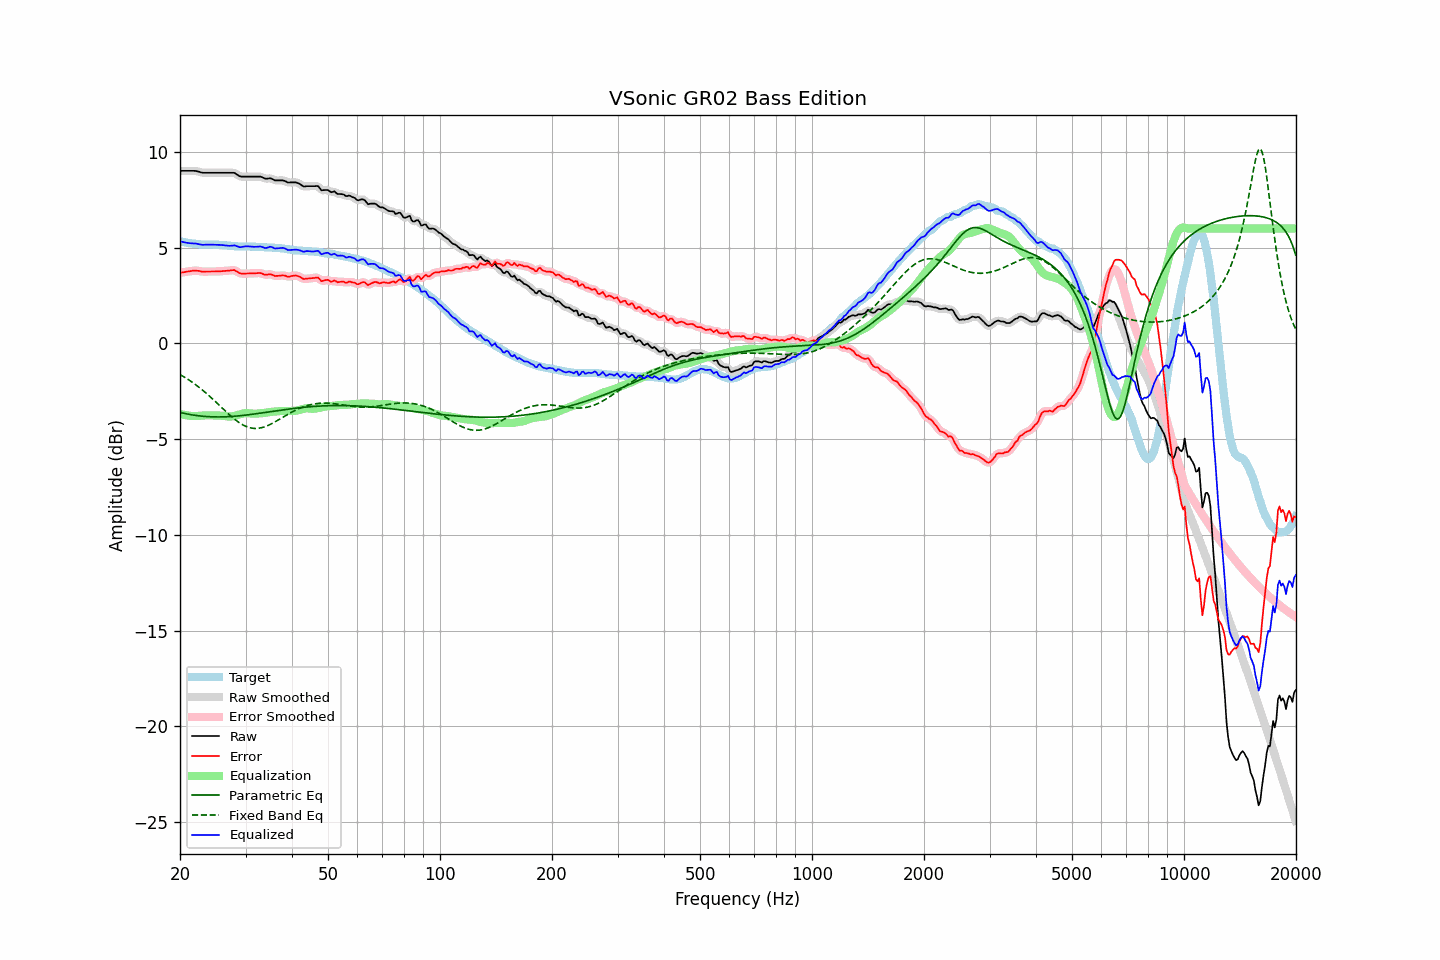 VSonic GR02 Bass Edition
Amplitude (dBr)
10
5
0
−5
−10
−15
−20
−25
Target
Raw Smoothed
Error Smoothed
Raw
Error
Equalization
Parametric Eq
Fixed Band Eq
Equalized
20 50 100 200 500 1000 2000 5000 10000 20000
Frequency (Hz)